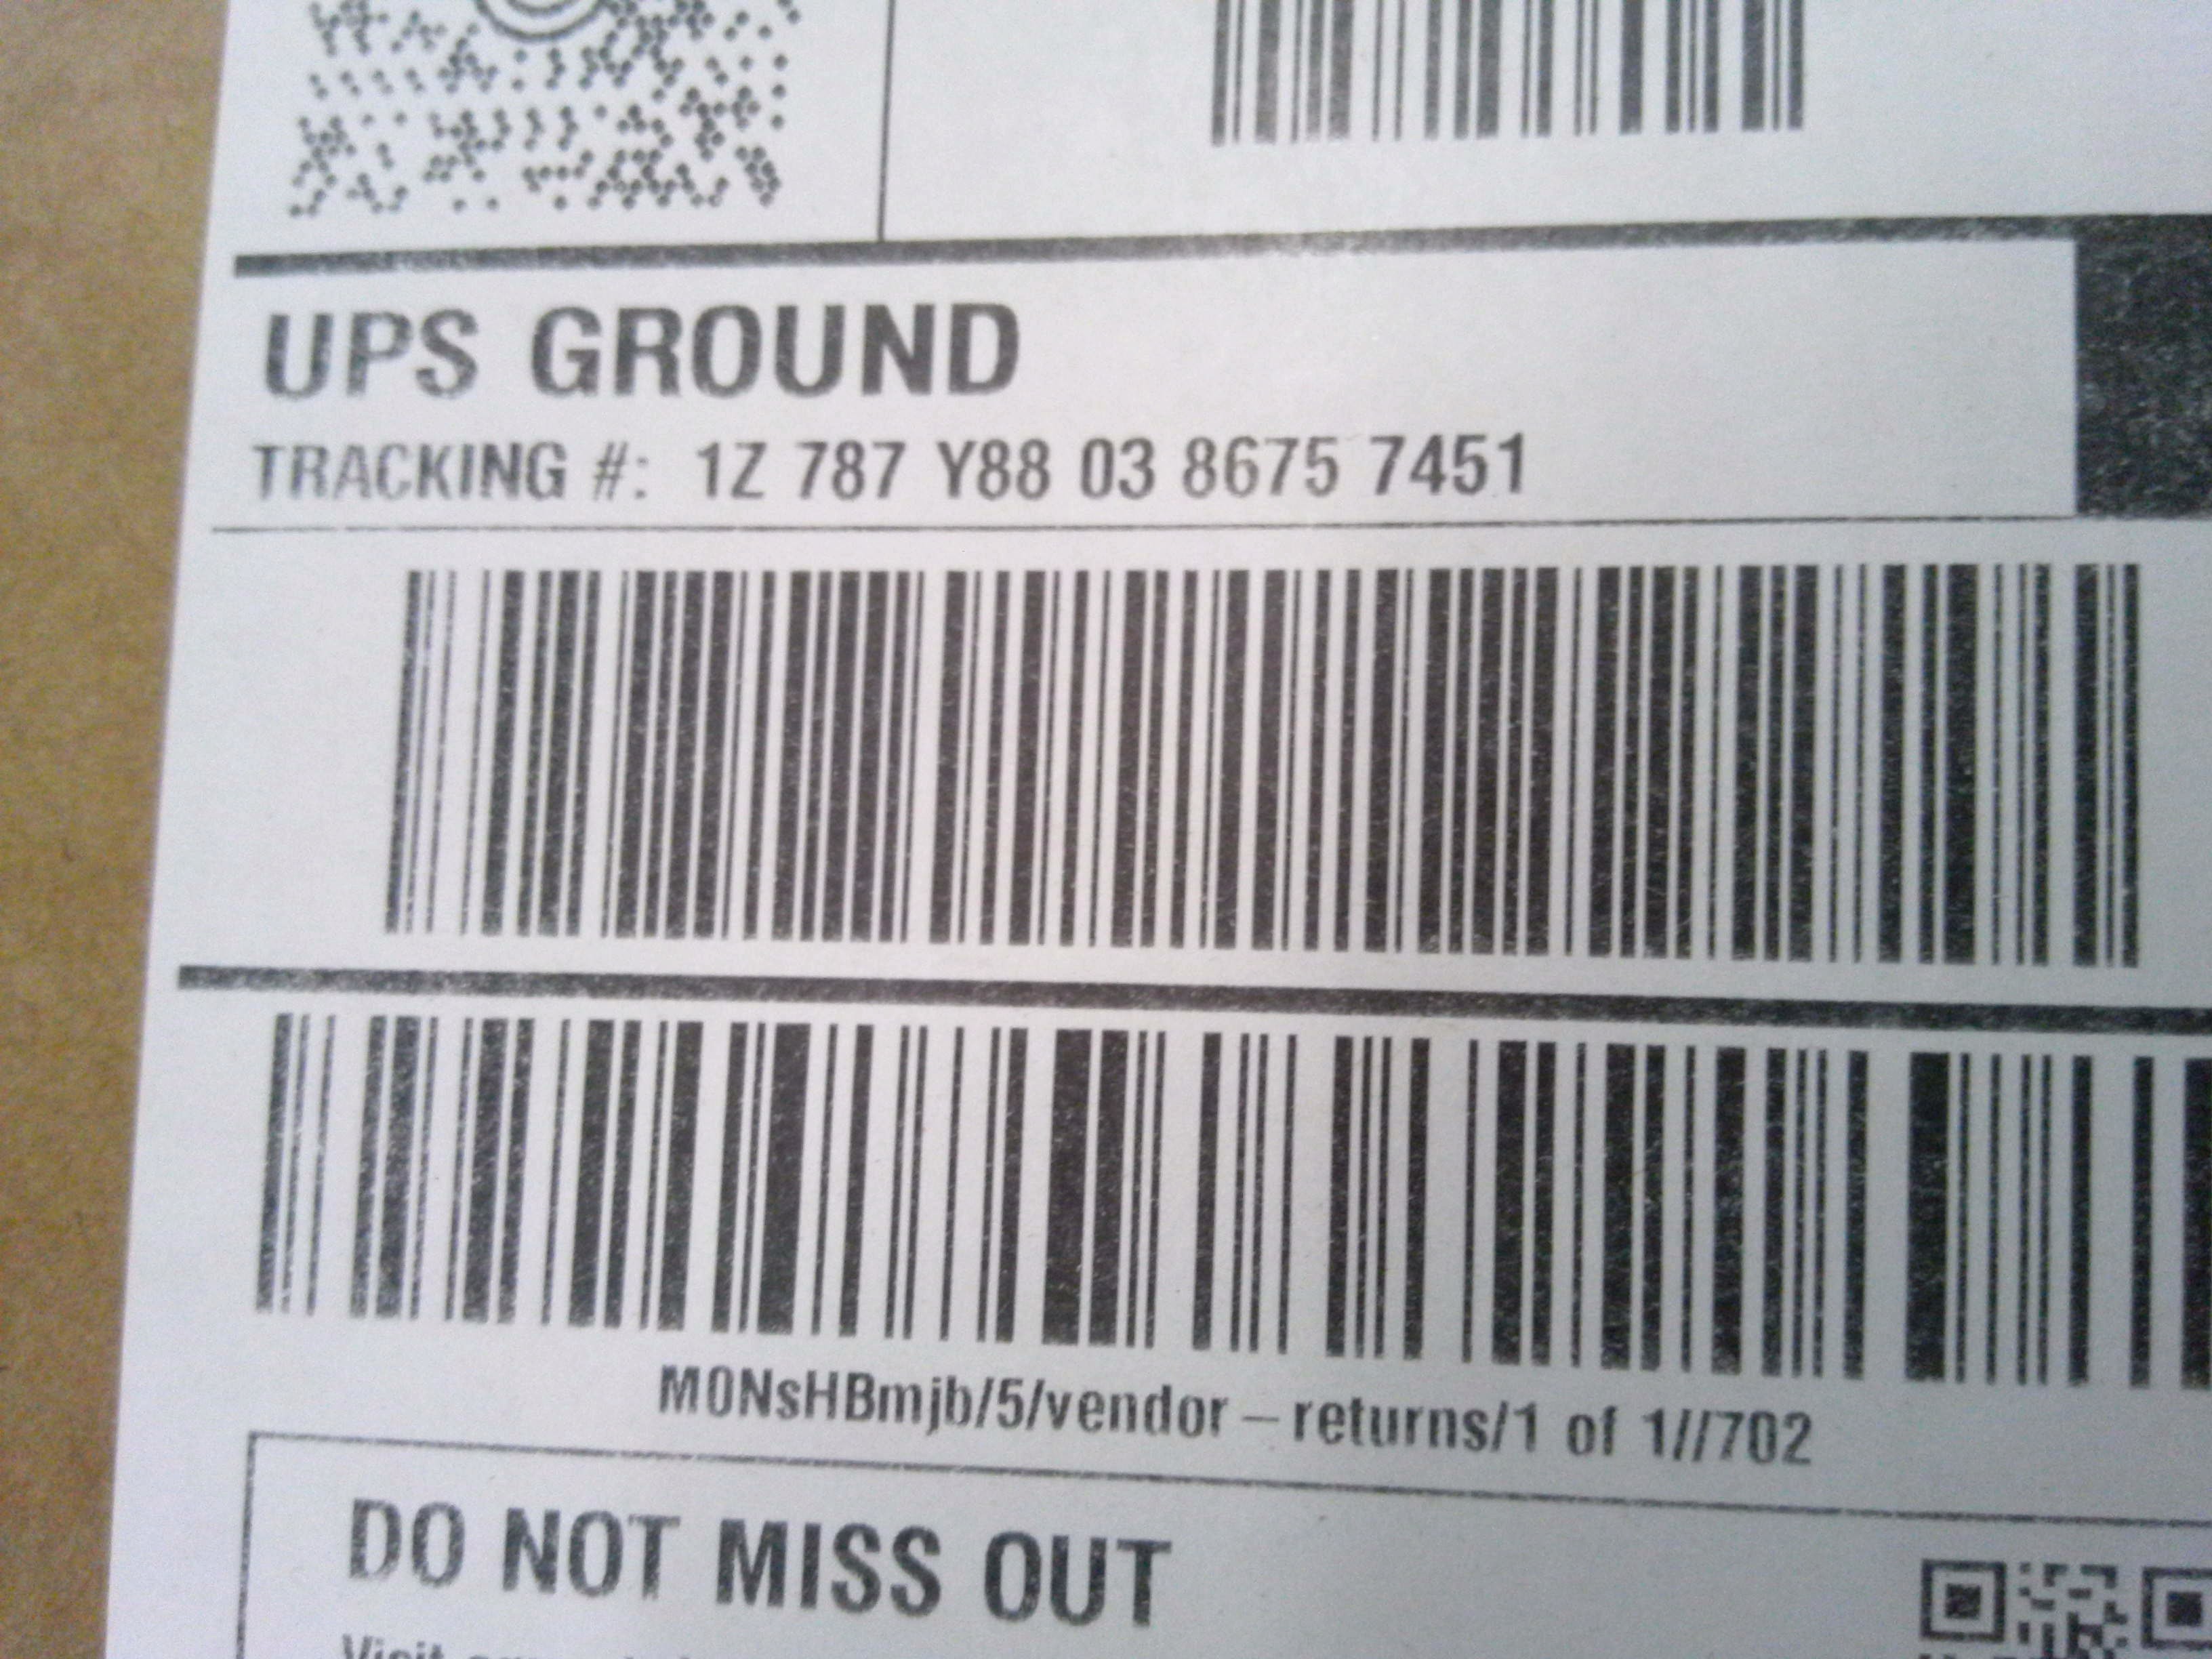 UPS GROUND
TRACKING #: 1Z 787 Y88 03 8675 7451
M0NsHBmjb/5/vendor – returns/1 of 1//702
DO NOT MISS OUT
Visit